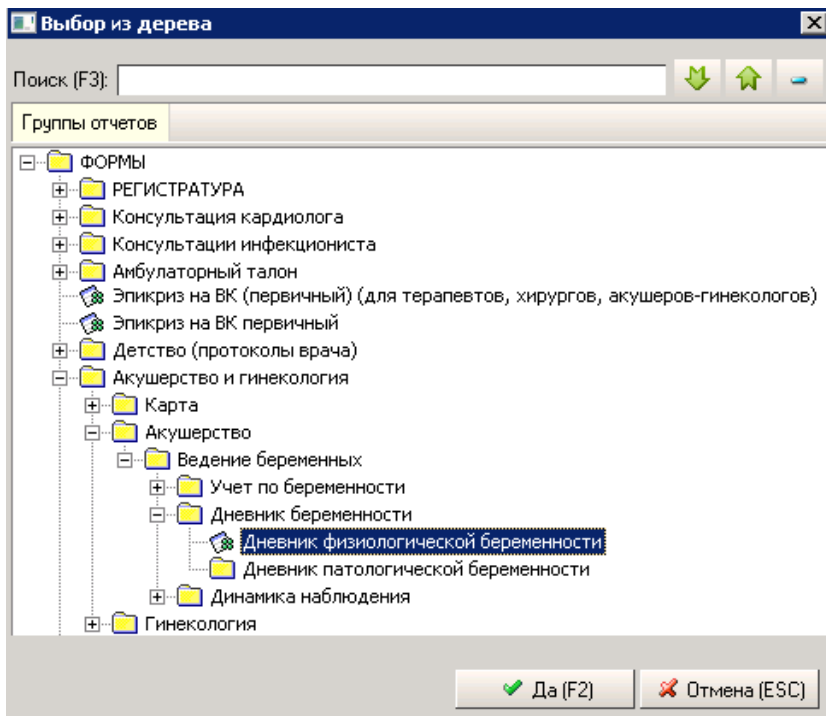 Выбор из дерева
Поиск (F3):
Группы отчетов
ФОРМЫ
РЕГИСТРАТУРА
Консультация кардиолога
Консультации инфекциониста
Амбулаторный талон
Эпикриз на ВК (первичный) (для терапевтов, хирургов, акушеров-гинекологов)
Эпикриз на ВК первичный
Детство (протоколы врача)
Акушерство и гинекология
Карта
Акушерство
Ведение беременных
Учет по беременности
Дневник беременности
Дневник физиологической беременности
Дневник патологической беременности
Динамика наблюдения
Гинекология
Да (F2) Отмена (ESC)